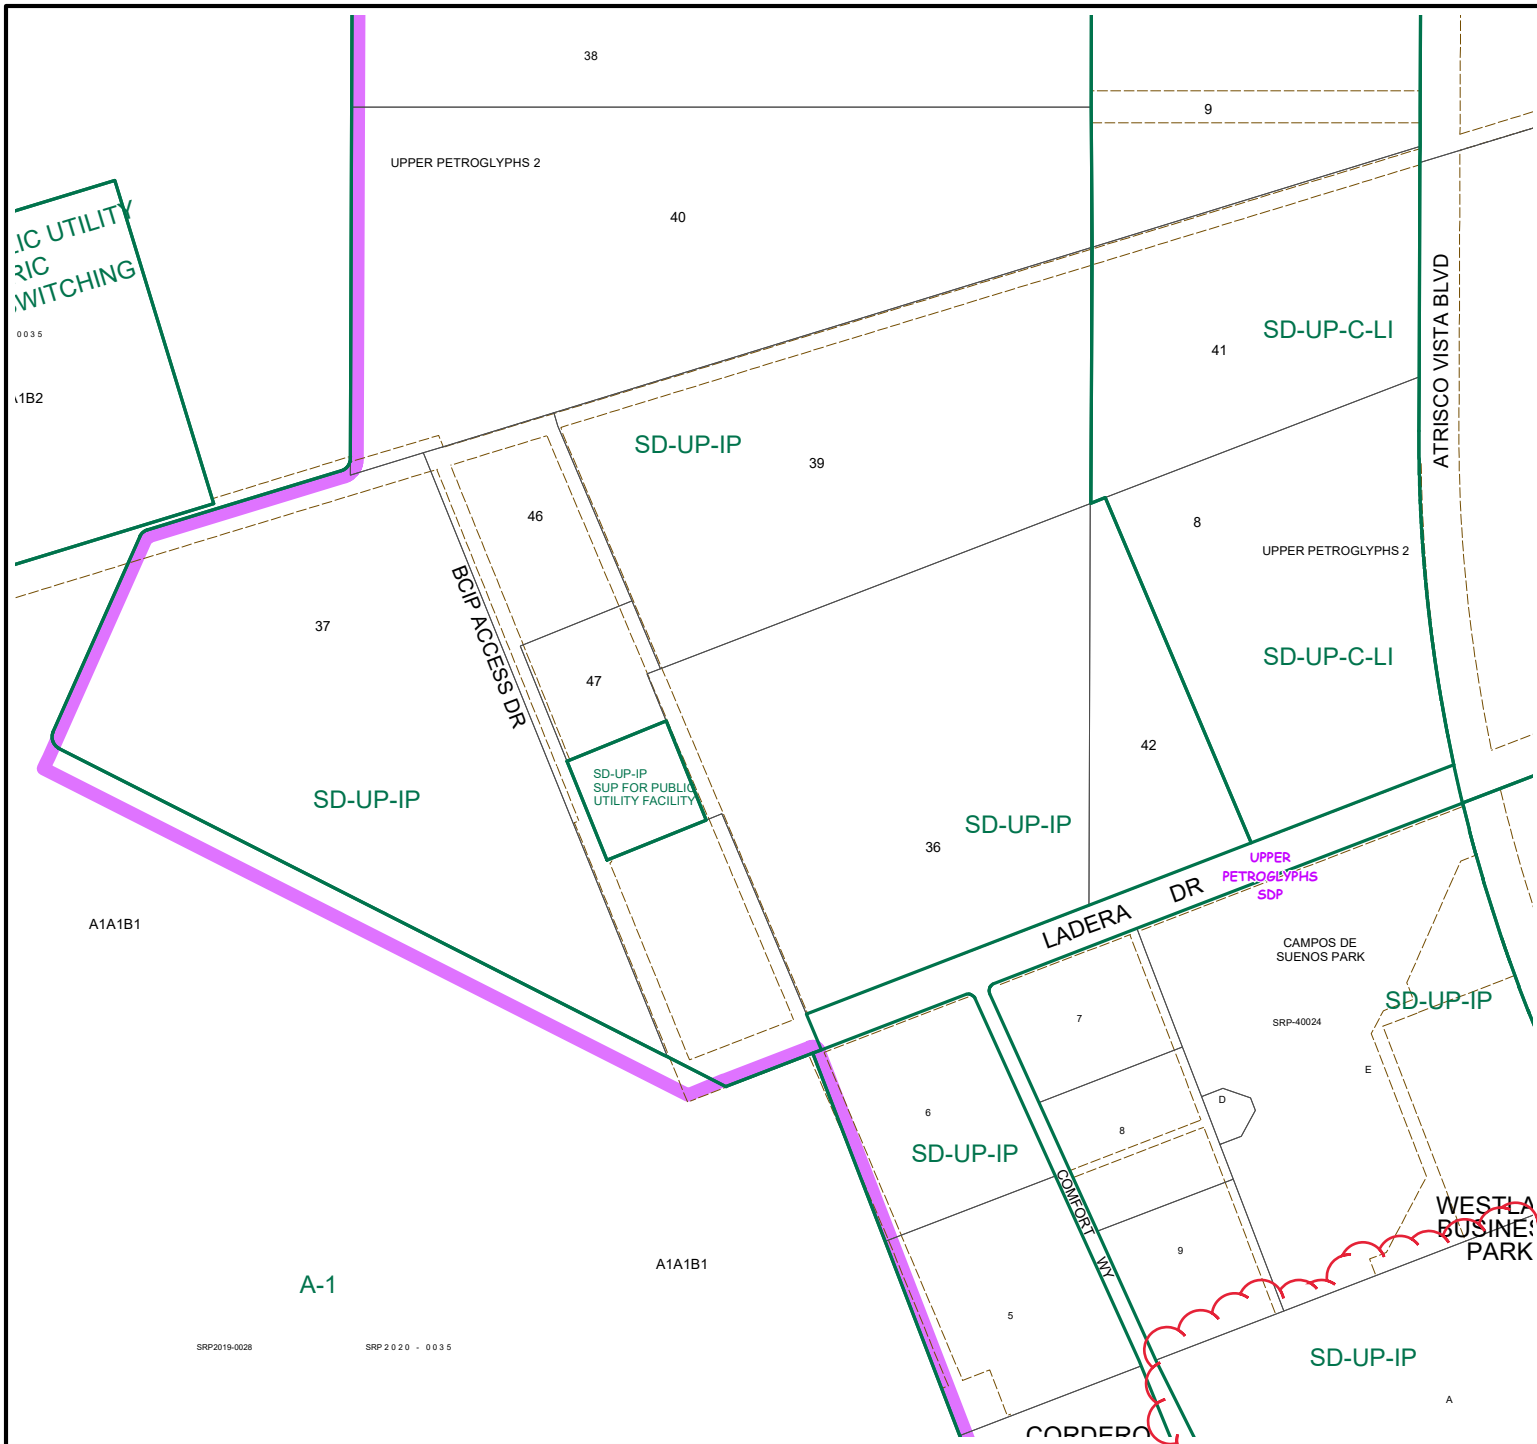 38
9
UPPER PETROGLYPHS 2
40
LIC UTILITY
RIC
WITCHING
0035
A1B2
ATRISCO VISTA BLVD
SD-UP-C-LI
41
SD-UP-IP
39
46
8
UPPER PETROGLYPHS 2
BCIP ACCESS DR
37
47
SD-UP-C-LI
42
SD-UP-IP
SD-UP-IP
SUP FOR PUBLIC
UTILITY FACILITY
SD-UP-IP
36
UPPER
PETROGLYPHS
SDP
LADERA DR
A1A1B1
CAMPOS DE
SUENOS PARK
SD-UP-IP
SRP-40024
7
E
D
6
8
SD-UP-IP
COMFORT WY
WESTLA
BUSINES
PARK
9
A1A1B1
A-1
5
SRP2019-0028
SRP 2020 - 0035
SD-UP-IP
A
CORDERO